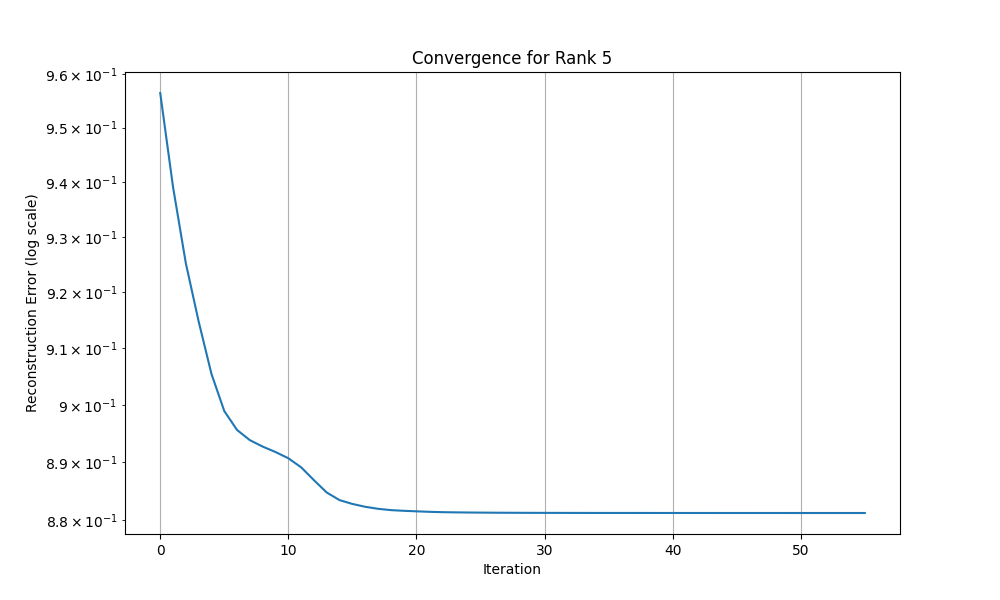 Convergence for Rank 5
Reconstruction Error (log scale)
9.6 × 10⁻¹
9.5 × 10⁻¹
9.4 × 10⁻¹
9.3 × 10⁻¹
9.2 × 10⁻¹
9.1 × 10⁻¹
9 × 10⁻¹
8.9 × 10⁻¹
8.8 × 10⁻¹
0 10 20 30 40 50
Iteration